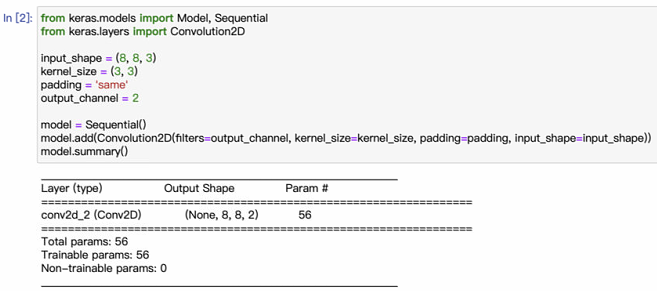 In [2]: from keras.models import Model, Sequential
from keras.layers import Convolution2D
input_shape = (8, 8, 3)
kernel_size = (3, 3)
padding = 'same'
output_channel = 2
model = Sequential()
model.add(Convolution2D(filters=output_channel, kernel_size=kernel_size, padding=padding, input_shape=input_shape))
model.summary()
Layer (type) Output Shape Param #
conv2d_2 (Conv2D) (None, 8, 8, 2) 56
Total params: 56
Trainable params: 56
Non-trainable params: 0